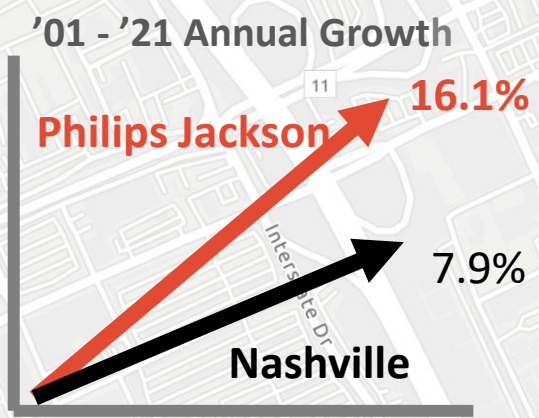 ’01 - ’21 Annual Growth
11
16.1%
Philips Jackson
Interstate Dr
7.9%
Nashville